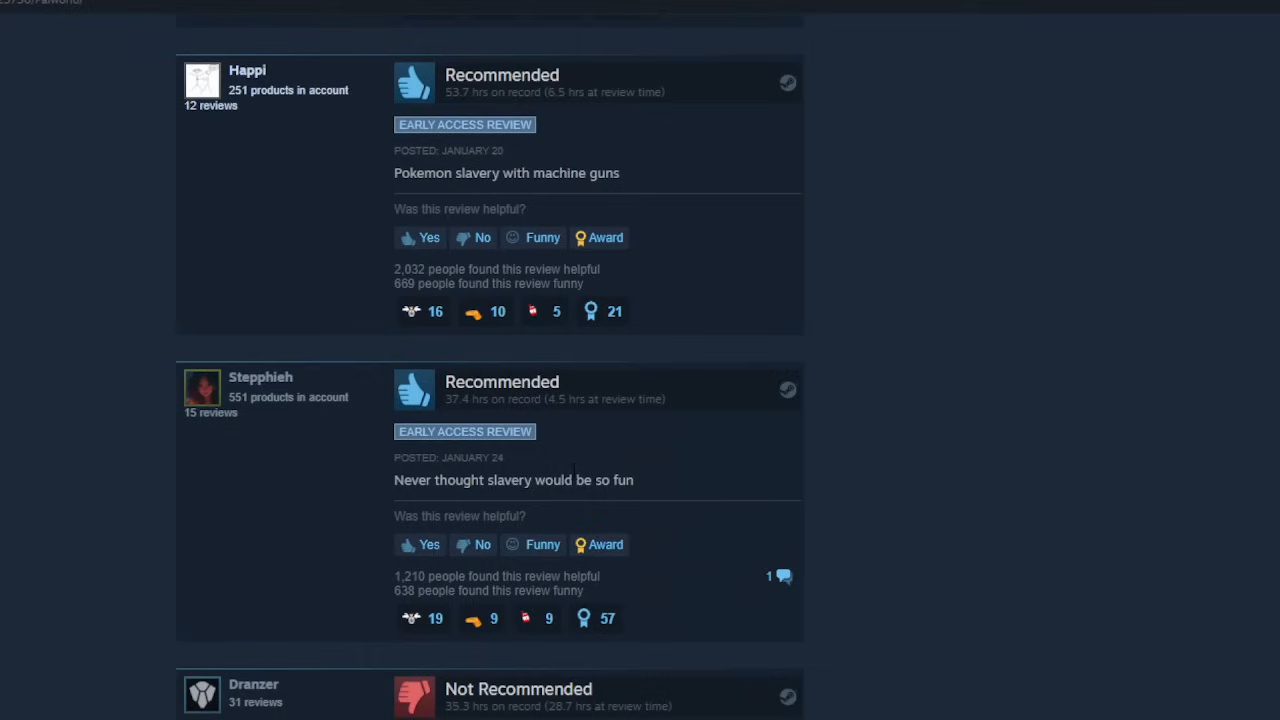 Happi
251 products in account
12 reviews
Recommended
53.7 hrs on record (6.5 hrs at review time)
EARLY ACCESS REVIEW
POSTED: JANUARY 20
Pokemon slavery with machine guns
Was this review helpful?
Yes No Funny Award
2,032 people found this review helpful
669 people found this review funny
16 10 5 21
Stepphieh
551 products in account
15 reviews
Recommended
37.4 hrs on record (4.5 hrs at review time)
EARLY ACCESS REVIEW
POSTED: JANUARY 24
Never thought slavery would be so fun
Was this review helpful?
Yes No Funny Award
1,210 people found this review helpful
1
638 people found this review funny
19 9 9 57
Dranzer
31 reviews
Not Recommended
35.3 hrs on record (28.7 hrs at review time)